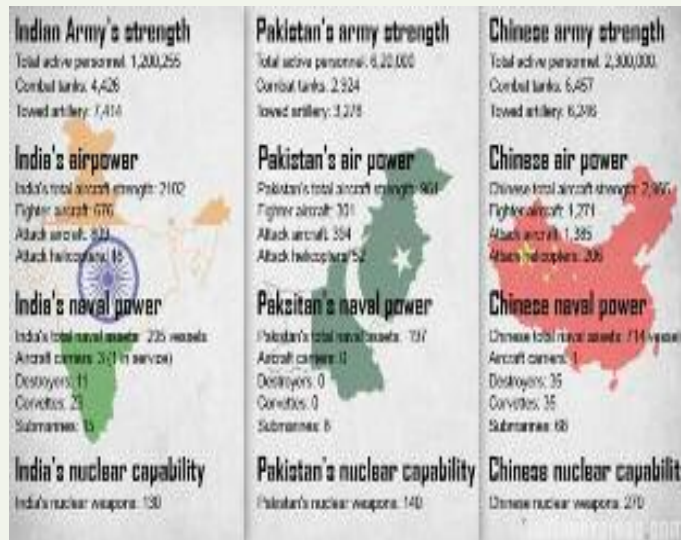 Indian Army's strength
Total active personnel: 1,200,255
Combat tanks: 4,426
Towed artillery: 7,414
India's airpower
India's total aircraft strength: 2102
Fighter aircraft: 676
Attack aircraft: 809
Attack helicopters: 16
India's naval power
India's total naval assets: 295 vessels
Aircraft carriers: 3 (1 in service)
Destroyers: 11
Corvettes: 23
Submarines: 15
India's nuclear capability
India's nuclear weapons: 130
Pakistan's army strength
Total active personnel: 6,20,000
Combat tanks: 2,924
Towed artillery: 3,278
Pakistan's air power
Pakistan's total aircraft strength: 961
Fighter aircraft: 301
Attack aircraft: 394
Attack helicopters: 52
Paksitan's naval power
Pakistan's total naval assets: 197
Aircraft carriers: 0
Destroyers: 0
Corvettes: 0
Submarines: 8
Pakistan's nuclear capability
Pakistan's nuclear weapons: 140
Chinese army strength
Total active personnel: 2,300,000,
Combat tanks: 6,457
Towed artillery: 6,246
Chinese air power
Chinese total aircraft strength: 2,955
Fighter aircraft: 1,271
Attack aircraft: 1,385
Attack helicopters: 206
Chinese naval power
Chinese total naval assets: 714 vessel
Aircraft carriers: 1
Destroyers: 35
Corvettes: 35
Submarines: 68
Chinese nuclear capabilit
Chinese nuclear weapons: 270